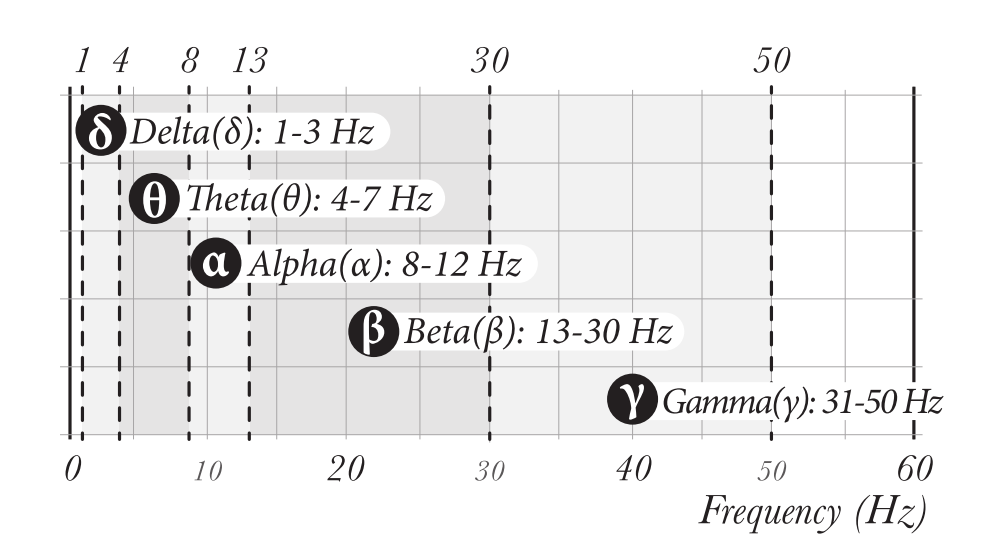 1 4 8 13 30 50
δ Delta(δ): 1-3 Hz
θ Theta(θ): 4-7 Hz
α Alpha(α): 8-12 Hz
β Beta(β): 13-30 Hz
γ Gamma(γ): 31-50 Hz
0 10 20 30 40 50 60
Frequency (Hz)